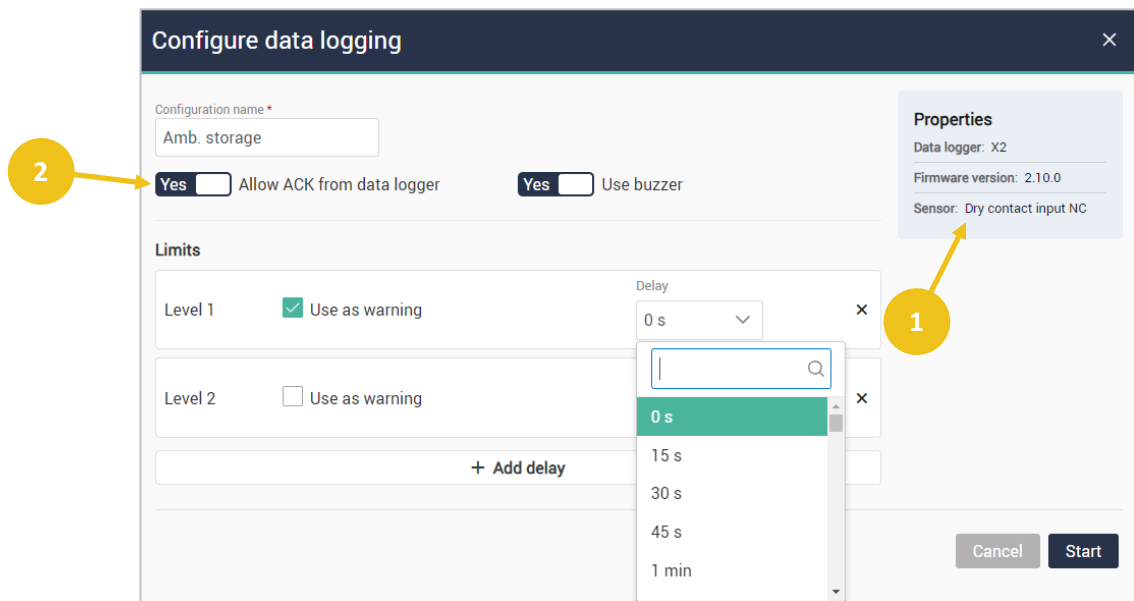 Configure data logging
Configuration name *
Amb. storage
2
Yes Allow ACK from data logger
Yes Use buzzer
Properties
Data logger: X2
Firmware version: 2.10.0
Sensor: Dry contact input NC
1
Limits
Level 1 Use as warning
Delay
0 s
Level 2 Use as warning
0 s
15 s
30 s
45 s
1 min
+ Add delay
Cancel Start